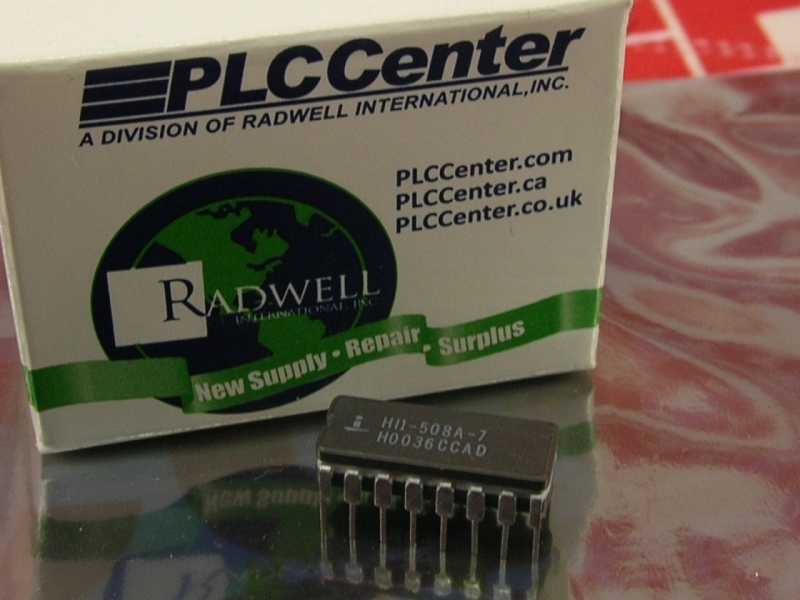 PLCCenter
A DIVISION OF RADWELL INTERNATIONAL, INC.
PLCCenter.com
PLCCenter.ca
PLCCenter.co.uk
RADWELL
INTERNATIONAL, INC
New Supply • Repair • Surplus
HI1-508A-7
H0036CCAD